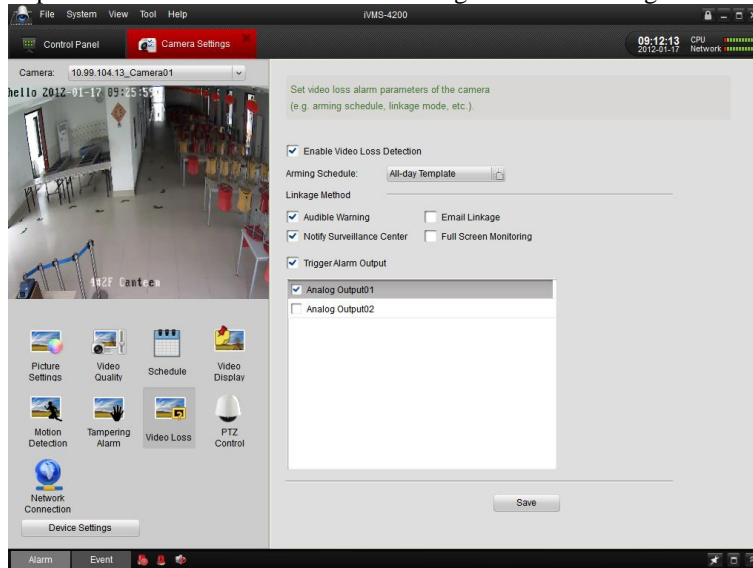 File System View Tool Help iVMS-4200
Control Panel Camera Settings 09:12:13 2012-01-17 CPU Network
Camera: 10.99.104.13_Camera01
hello 2012-01-17 09:25:59
4#2F Canteen
Picture Settings
Video Quality
Schedule
Video Display
Motion Detection
Tampering Alarm
Video Loss
PTZ Control
Network Connection
Device Settings
Set video loss alarm parameters of the camera
(e.g. arming schedule, linkage mode, etc.).
Enable Video Loss Detection
Arming Schedule: All-day Template
Linkage Method
Audible Warning Email Linkage
Notify Surveillance Center Full Screen Monitoring
Trigger Alarm Output
Analog Output01
Analog Output02
Save
Alarm Event